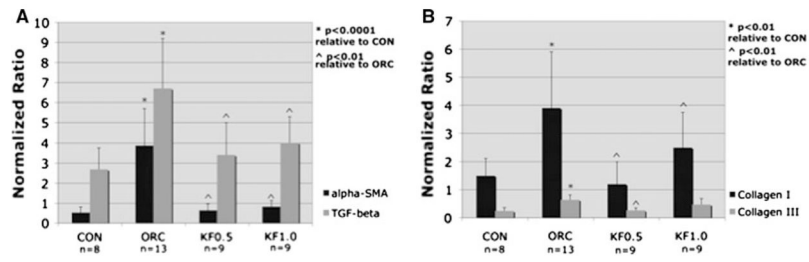 A
Normalized Ratio
10
9
8
7
6
5
4
3
2
1
0
* p<0.0001
relative to CON
^ p<0.01
relative to ORC
* *
^ ^
^ ^
alpha-SMA
TGF-beta
CON ORC KF0.5 KF1.0
n=8 n=13 n=9 n=9
B
Normalized Ratio
7
6
5
4
3
2
1
0
* p<0.01
relative to CON
^ p<0.01
relative to ORC
*
^
^
*
^
Collagen I
Collagen III
CON ORC KF0.5 KF1.0
n=8 n=13 n=9 n=9